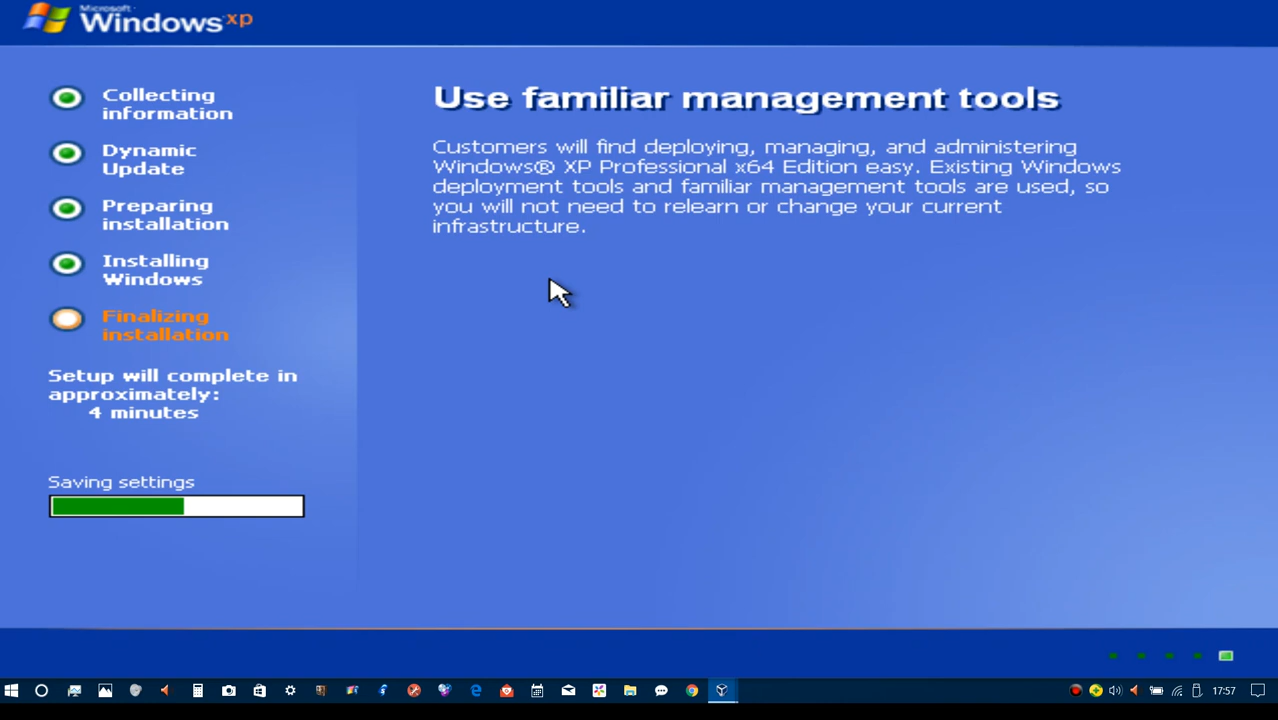 Microsoft
Windows xp
Collecting
information
Dynamic
Update
Preparing
installation
Installing
Windows
Finalizing
installation
Setup will complete in
approximately:
4 minutes
Saving settings
Use familiar management tools
Customers will find deploying, managing, and administering
Windows® XP Professional x64 Edition easy. Existing Windows
deployment tools and familiar management tools are used, so
you will not need to relearn or change your current
infrastructure.
17:57